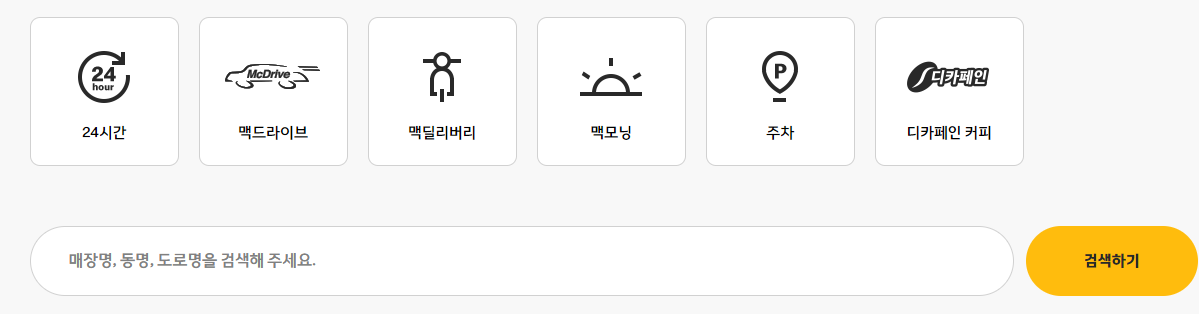 24
hour
McDrive
P
디카페인
24시간
맥드라이브
맥딜리버리
맥모닝
주차
디카페인 커피
매장명, 동명, 도로명을 검색해 주세요.
검색하기